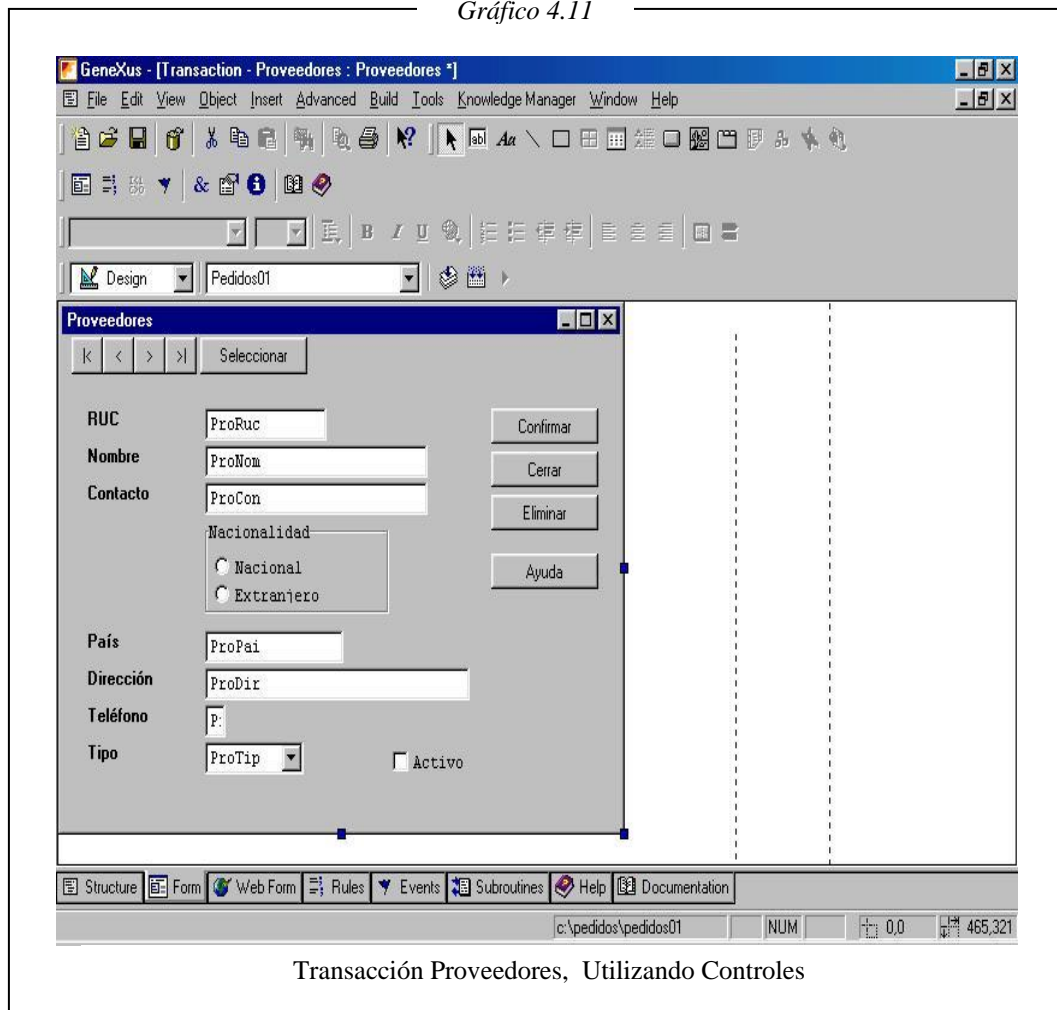 Gráfico 4.11
GeneXus - [Transaction - Proveedores : Proveedores *]
File Edit View Object Insert Advanced Build Tools Knowledge Manager Window Help
Design Pedidos01
Proveedores
Seleccionar
RUC ProRuc Confirmar
Nombre ProNom Cerrar
Contacto ProCon Eliminar
Nacionalidad
Nacional Ayuda
Extranjero
País ProPai
Dirección ProDir
Teléfono P:
Tipo ProTip Activo
Structure Form Web Form Rules Events Subroutines Help Documentation
c:\pedidos\pedidos01 NUM 0,0 465,321
Transacción Proveedores, Utilizando Controles